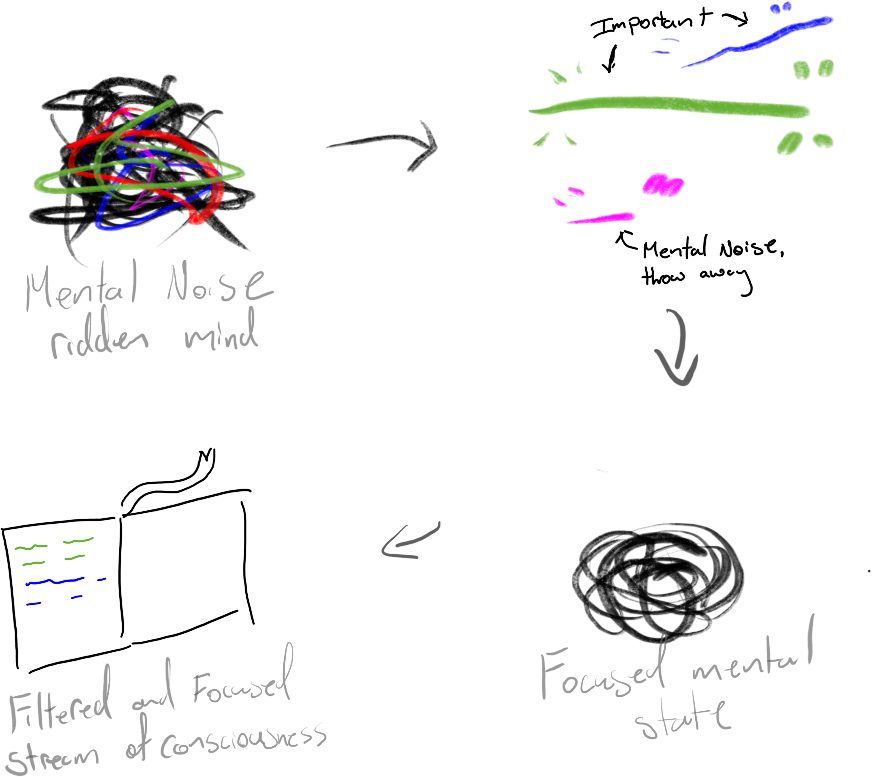 Important
Mental Noise
ridden mind
Mental Noise,
throw away
Focused mental
state
Filtered and Focused
stream of consciousness